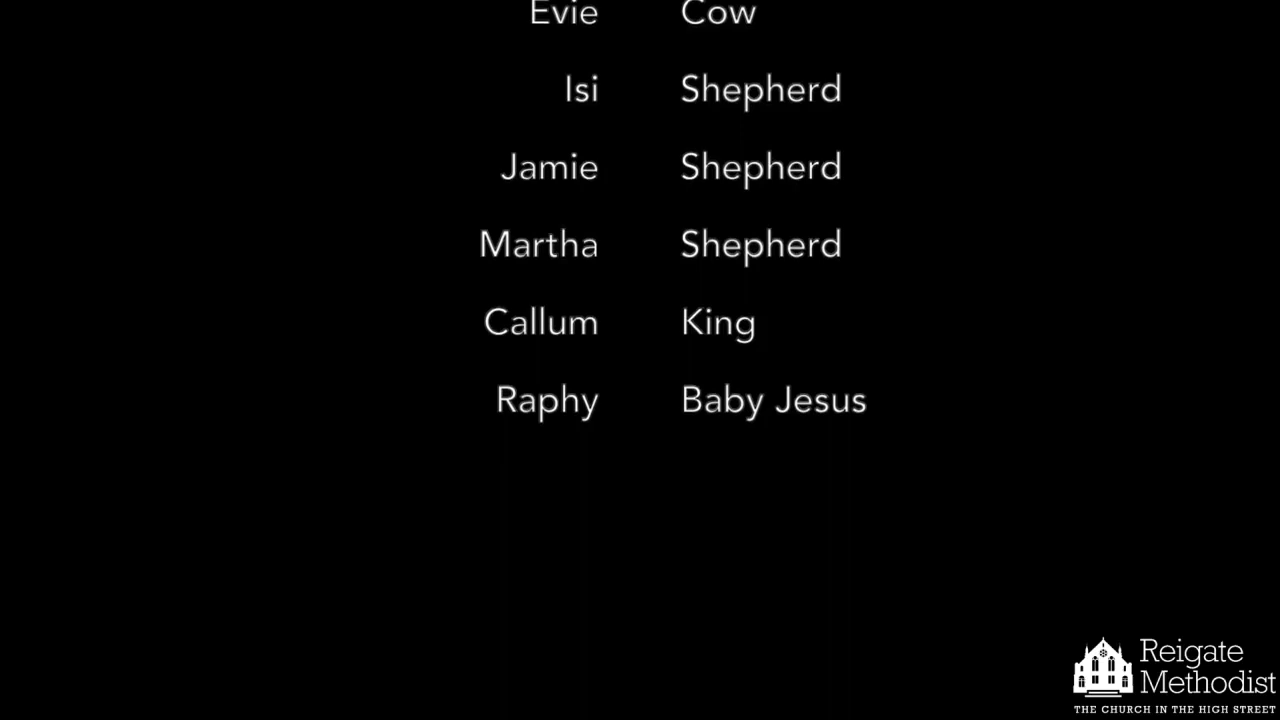 Evie Cow
Isi Shepherd
Jamie Shepherd
Martha Shepherd
Callum King
Raphy Baby Jesus
Reigate
Methodist
THE CHURCH IN THE HIGH STREET